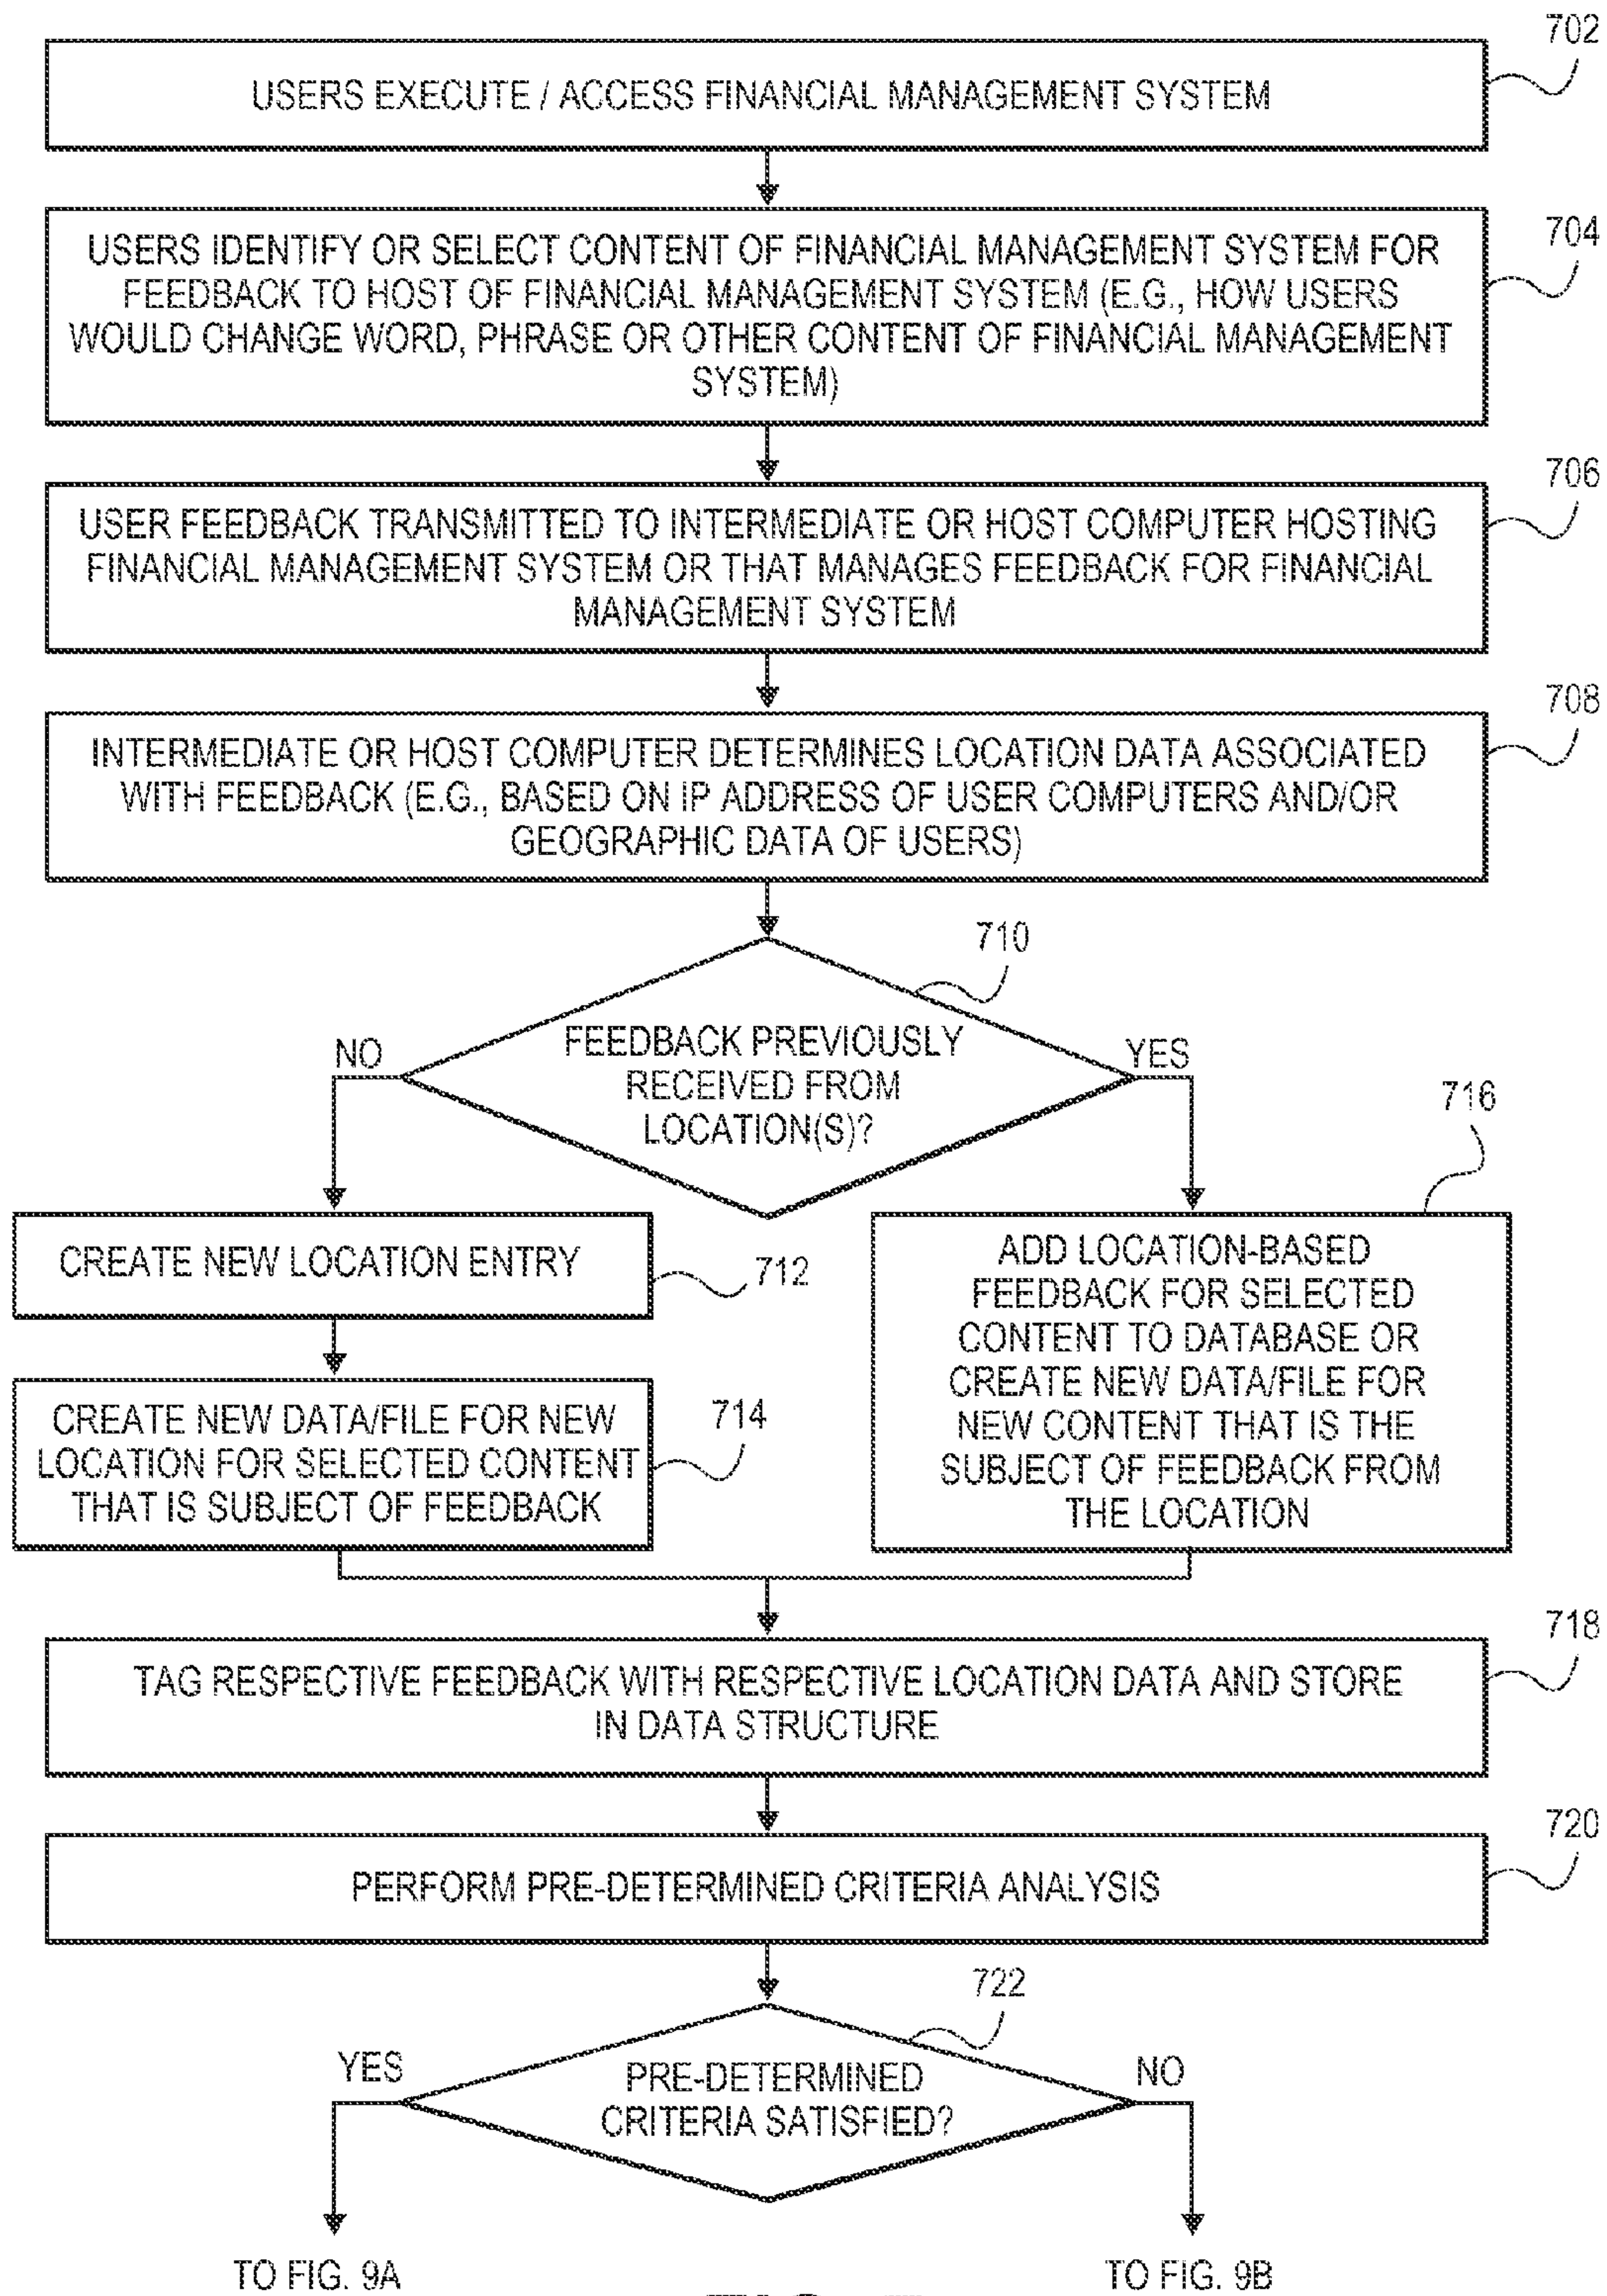 702
USERS EXECUTE / ACCESS FINANCIAL MANAGEMENT SYSTEM
704
USERS IDENTIFY OR SELECT CONTENT OF FINANCIAL MANAGEMENT SYSTEM FOR
FEEDBACK TO HOST OF FINANCIAL MANAGEMENT SYSTEM (E.G., HOW USERS
WOULD CHANGE WORD, PHRASE OR OTHER CONTENT OF FINANCIAL MANAGEMENT
SYSTEM)
706
USER FEEDBACK TRANSMITTED TO INTERMEDIATE OR HOST COMPUTER HOSTING
FINANCIAL MANAGEMENT SYSTEM OR THAT MANAGES FEEDBACK FOR FINANCIAL
MANAGEMENT SYSTEM
708
INTERMEDIATE OR HOST COMPUTER DETERMINES LOCATION DATA ASSOCIATED
WITH FEEDBACK (E.G., BASED ON IP ADDRESS OF USER COMPUTERS AND/OR
GEOGRAPHIC DATA OF USERS)
710
FEEDBACK PREVIOUSLY
RECEIVED FROM
LOCATION(S)?
NO
YES
CREATE NEW LOCATION ENTRY
712
CREATE NEW DATA/FILE FOR NEW
LOCATION FOR SELECTED CONTENT
THAT IS SUBJECT OF FEEDBACK
714
716
ADD LOCATION-BASED
FEEDBACK FOR SELECTED
CONTENT TO DATABASE OR
CREATE NEW DATA/FILE FOR
NEW CONTENT THAT IS THE
SUBJECT OF FEEDBACK FROM
THE LOCATION
718
TAG RESPECTIVE FEEDBACK WITH RESPECTIVE LOCATION DATA AND STORE
IN DATA STRUCTURE
720
PERFORM PRE-DETERMINED CRITERIA ANALYSIS
722
PRE-DETERMINED
CRITERIA SATISFIED?
YES
NO
TO FIG. 9A
TO FIG. 9B